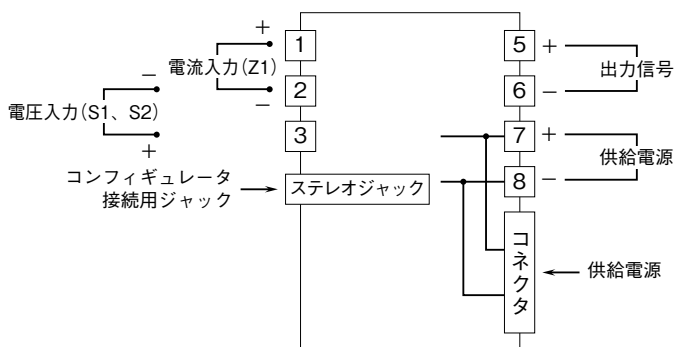 +
1
電流入力(Z1)
2
−
電圧入力(S1、S2)
−
+
3
コンフィギュレータ
接続用ジャック
ステレオジャック
5
+
出力信号
6
−
7
+
供給電源
8
−
コネクタ
供給電源